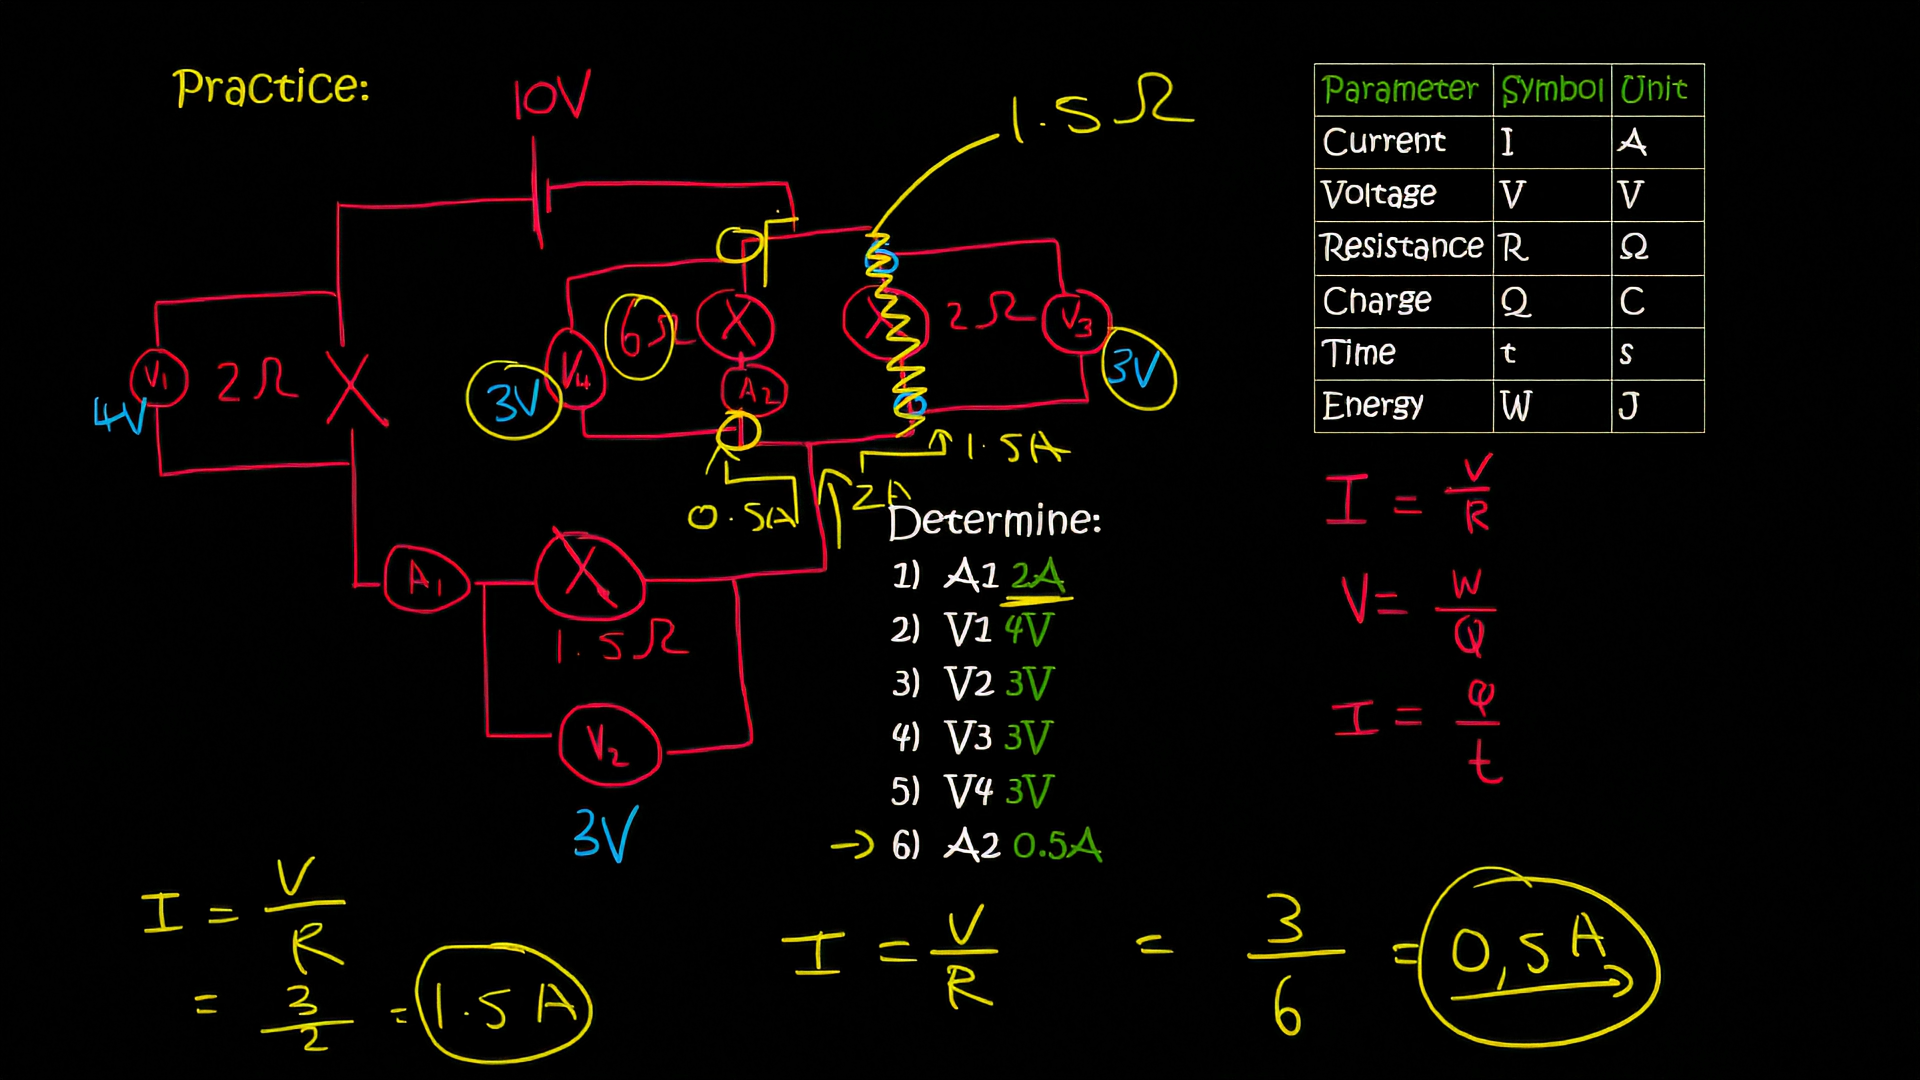 Practice:
10V
1.5Ω
V1
4V
2Ω
X
3V
V4
6Ω
X
A2
X
2Ω
V3
3V
0.5A
2A
1.5A
A1
X
1.5Ω
V2
3V
Determine:
1) A1 2A
2) V1 4V
3) V2 3V
4) V3 3V
5) V4 3V
→ 6) A2 0.5A
Parameter Symbol Unit
Current I A
Voltage V V
Resistance R Ω
Charge Q C
Time t s
Energy W J
I = V/R
V = W/Q
I = Q/t
I = V/R
= 3/2 = 1.5A
I = V/R = 3/6 = 0,5A